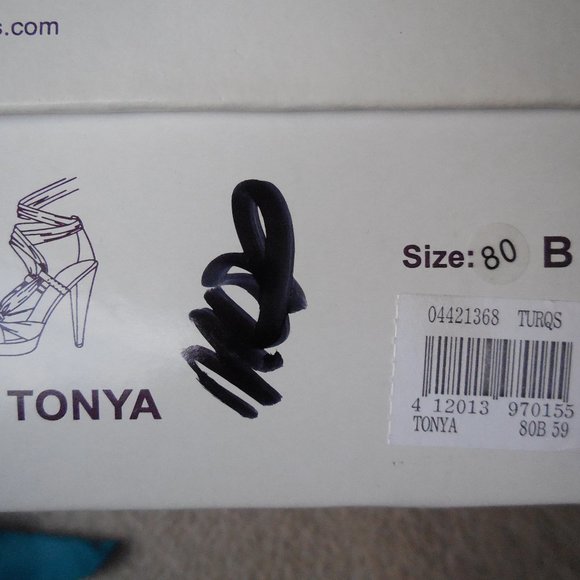 s.com
Size: 80 B
04421368 TURQS
4 12013 970155
TONYA 80B 59
TONYA